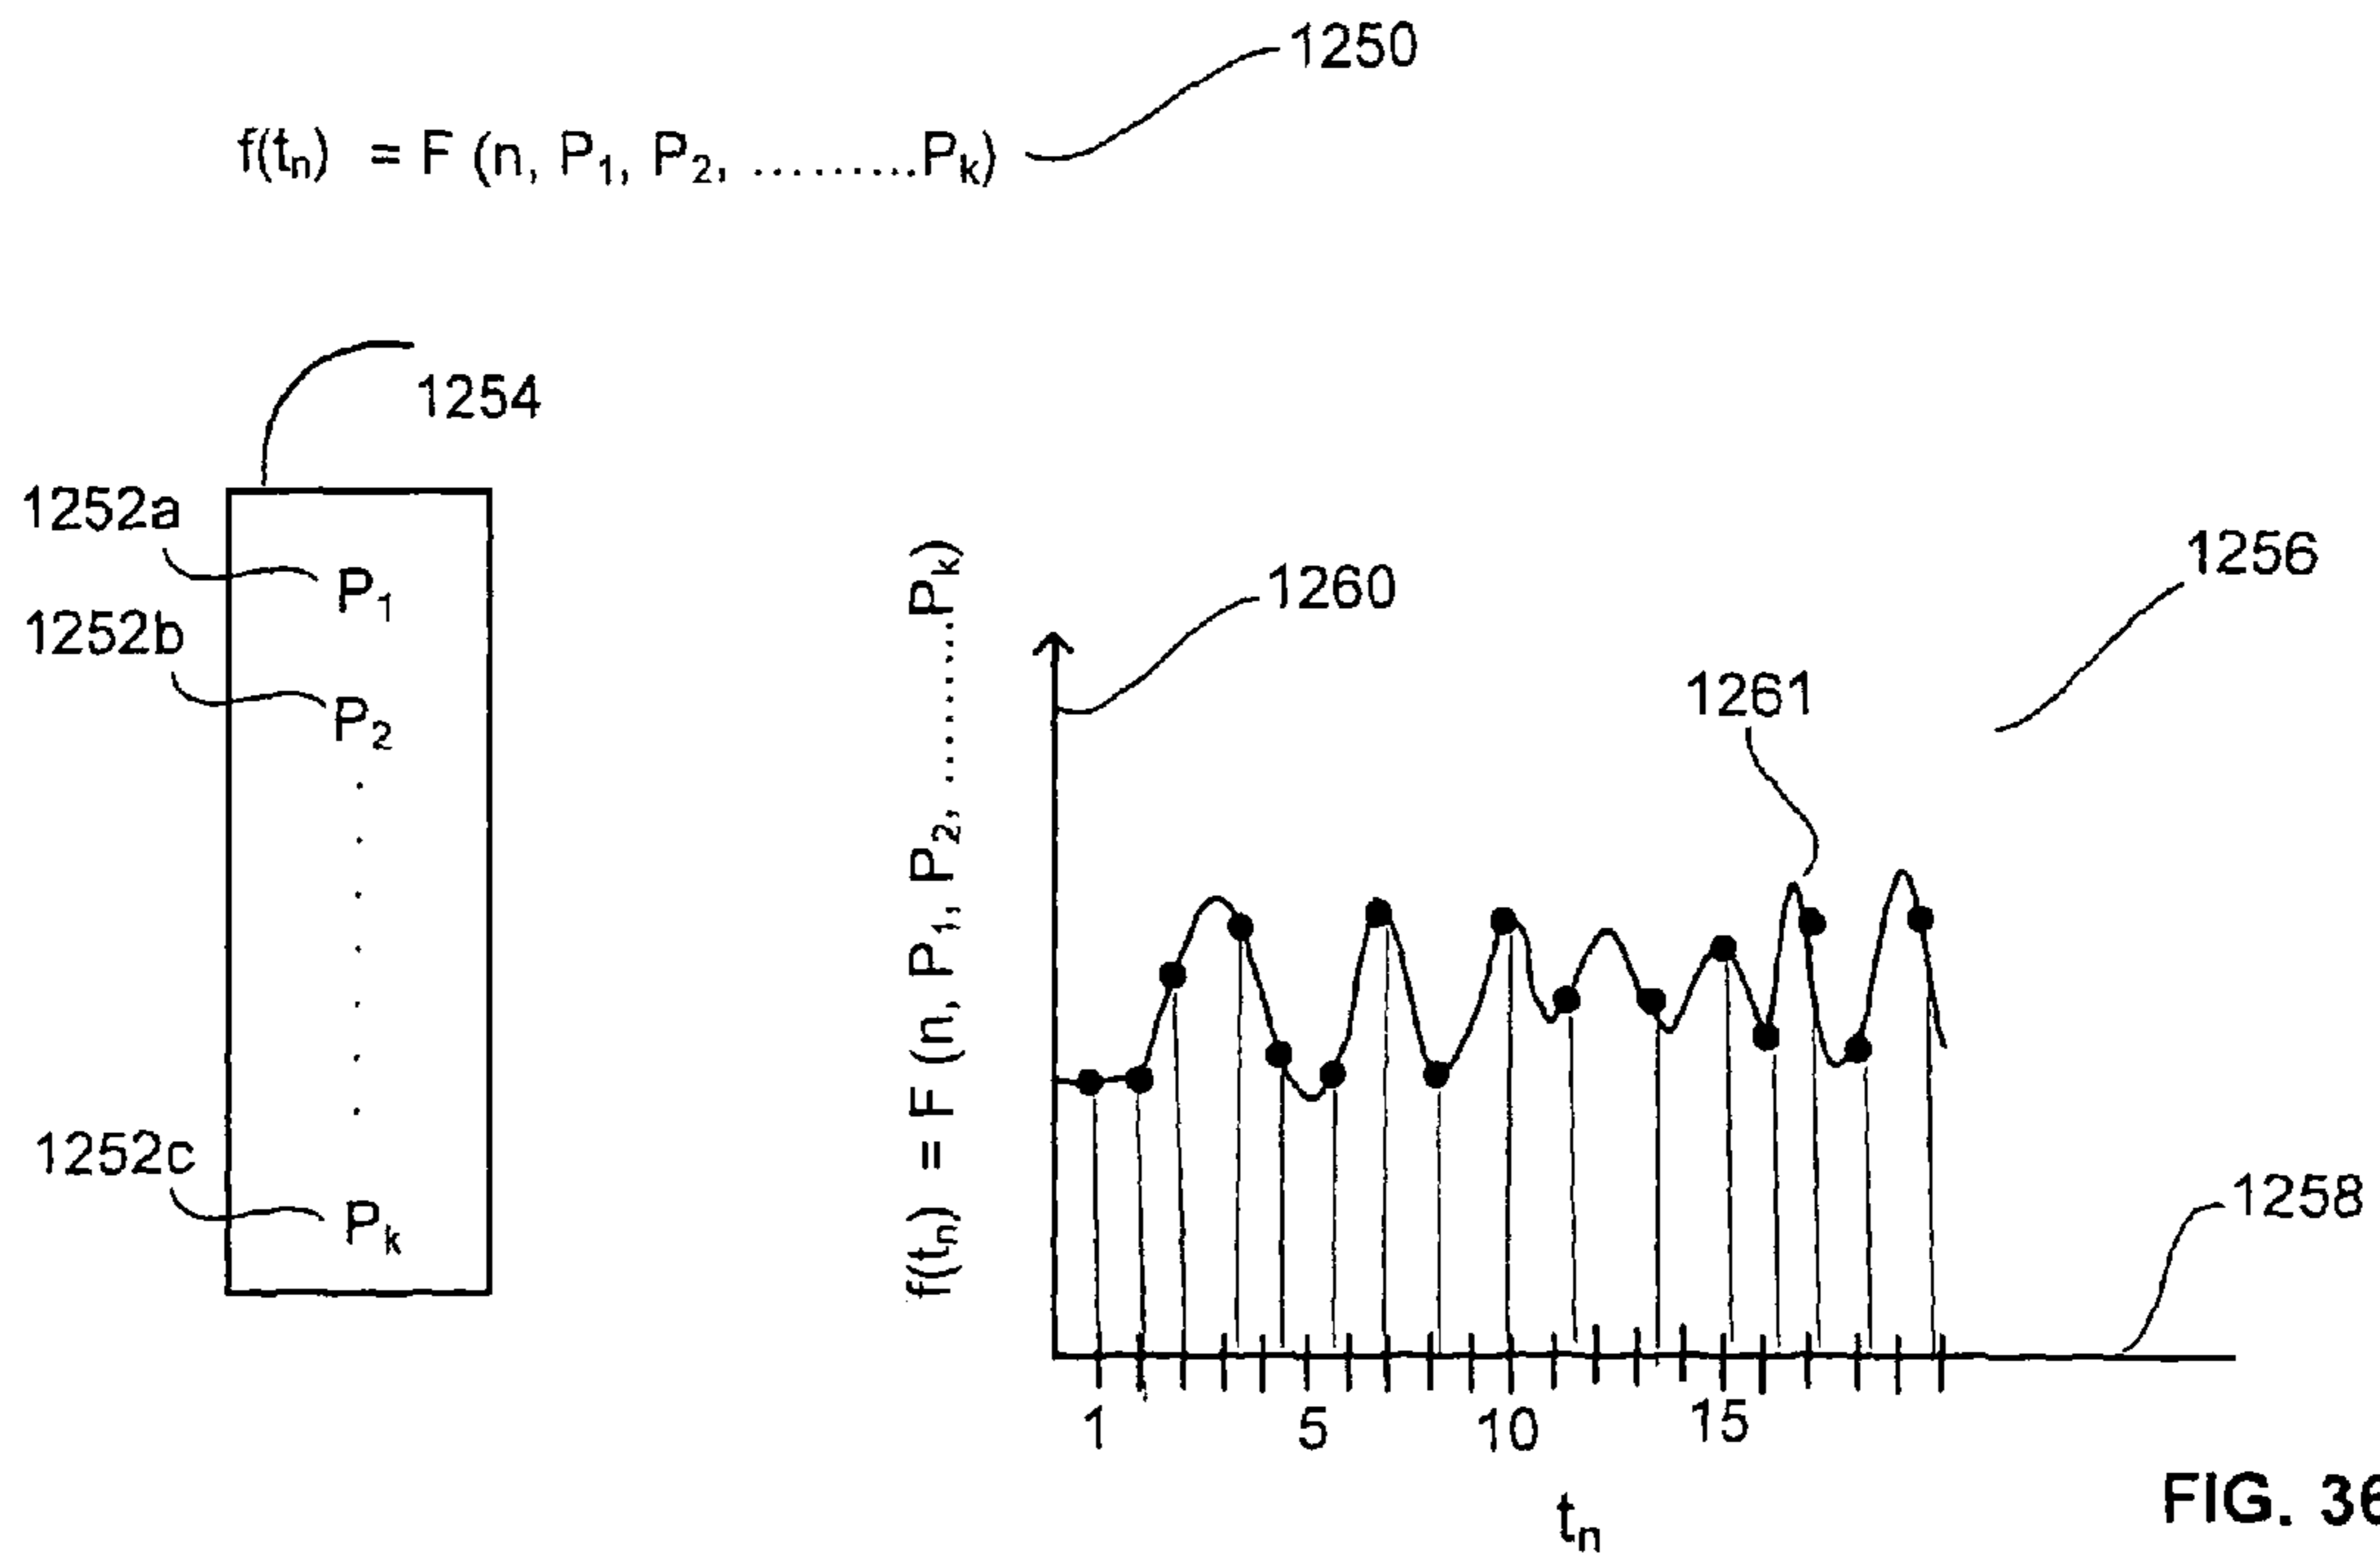 1250
f(tn) = F (n, P1, P2, ..........Pk)
1254
1252a
P1
1252b
P2
1252c
Pk
f(tn) = F (n, P1, P2, ..........Pk)
1260
1256
1261
1258
1 5 10 15
tn
FIG. 36